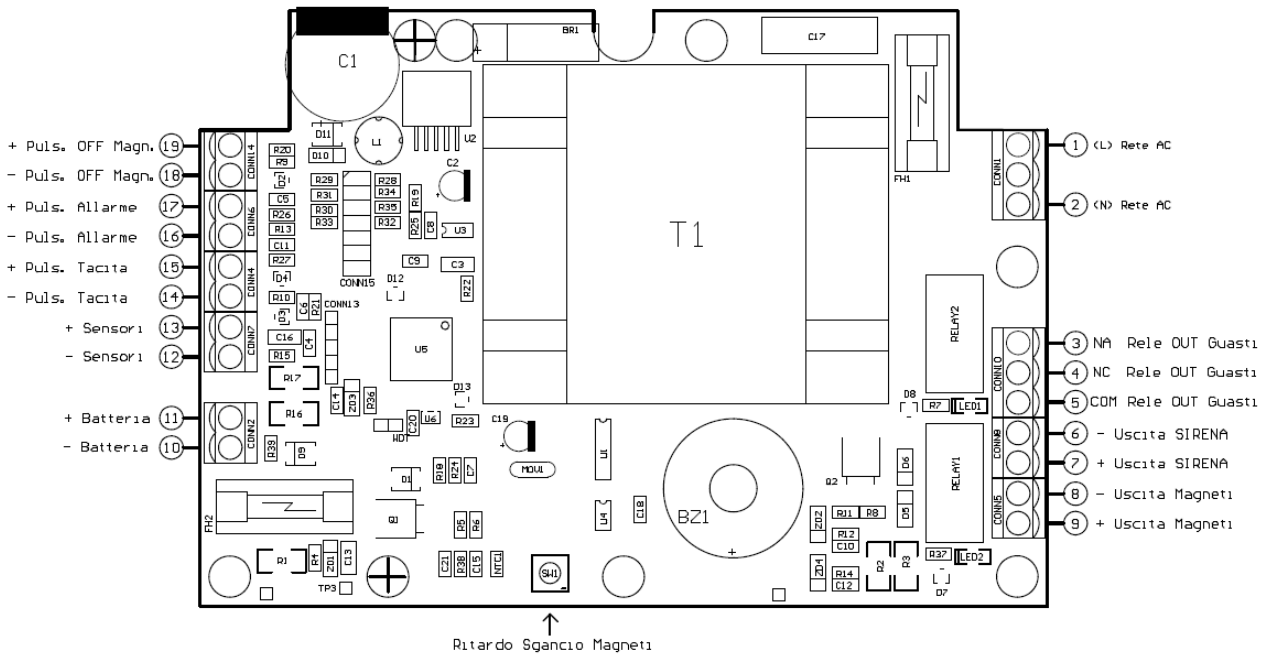 C1
BR1
C17
U2
D11
D10
L1
C2
FH1
T1
+ Puls. OFF Magn. 19
- Puls. OFF Magn. 18
+ Puls. Allarme 17
- Puls. Allarme 16
+ Puls. Tacita 15
- Puls. Tacita 14
+ Sensori 13
- Sensori 12
+ Batteria 11
- Batteria 10
CONN14
CONN6
CONN4
CONN7
CONN2
R20
R9
D2
C5
R26
R13
C11
R27
D4
R10
D3
C16
R15
C6
R21
C4
R17
R16
R39
D9
R29
R31
R30
R33
R28
R34
R35
R32
R19
R25
C8
U3
C9
C3
R22
CONN15
CONN13
D12
U5
D13
C14
ZD3
R36
WDT
C20
U6
R23
C19
MOV1
D1
R18
R24
C7
Q1
R5
R6
C21
R38
C15
NTC1
SW1
FH2
R1
R4
ZD1
C13
TP3
U1
U4
C18
BZ1
+
Q2
D6
D5
ZD2
R11
R8
R12
C10
ZD4
R14
C12
R2
R3
R37
LED2
D7
D8
R7
LED1
RELAY2
RELAY1
CONN1
CONN10
CONN8
CONN5
1 (L) Rete AC
2 (N) Rete AC
3 NA Rele OUT Guasti
4 NC Rele OUT Guasti
5 COM Rele OUT Guasti
6 - Uscita SIRENA
7 + Uscita SIRENA
8 - Uscita Magneti
9 + Uscita Magneti
Ritardo Sgancio Magneti